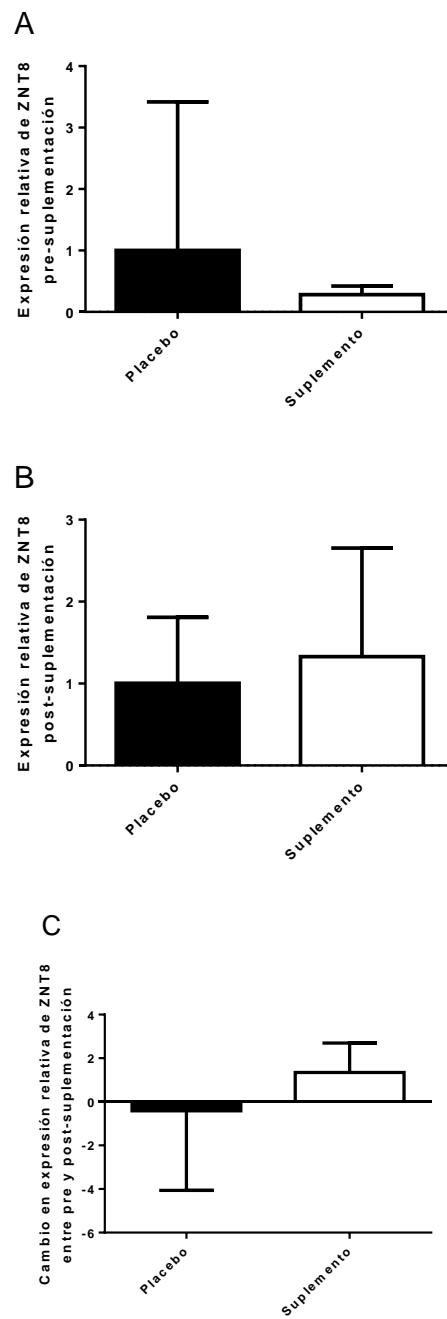 A
Expresión relativa de ZNT8
pre-suplementación
4
3
2
1
0
Placebo
Suplemento
B
Expresión relativa de ZNT8
post-suplementación
3
2
1
0
Placebo
Suplemento
C
Cambio en expresión relativa de ZNT8
entre pre y post-suplementación
4
2
0
-2
-4
-6
Placebo
Suplemento